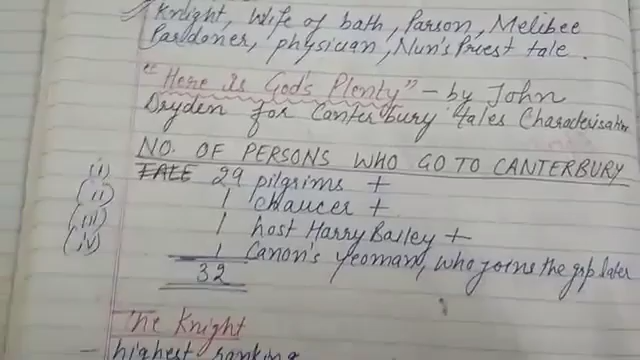 Knight, Wife of bath, Parson, Melibee
Pardoner, physician, Nun's Priest tale.
"Here Is God's Plenty" - by John
Dryden for Canterbury tales Characterisation
NO. OF PERSONS WHO GO TO CANTERBURY
(i) TALE 29 pilgrims +
(ii) 1 chaucer +
(iii) 1 host Harry Bailey +
(iv) 1 Canon's yeoman, who joins the grp later
32
The Knight
- highest ranking